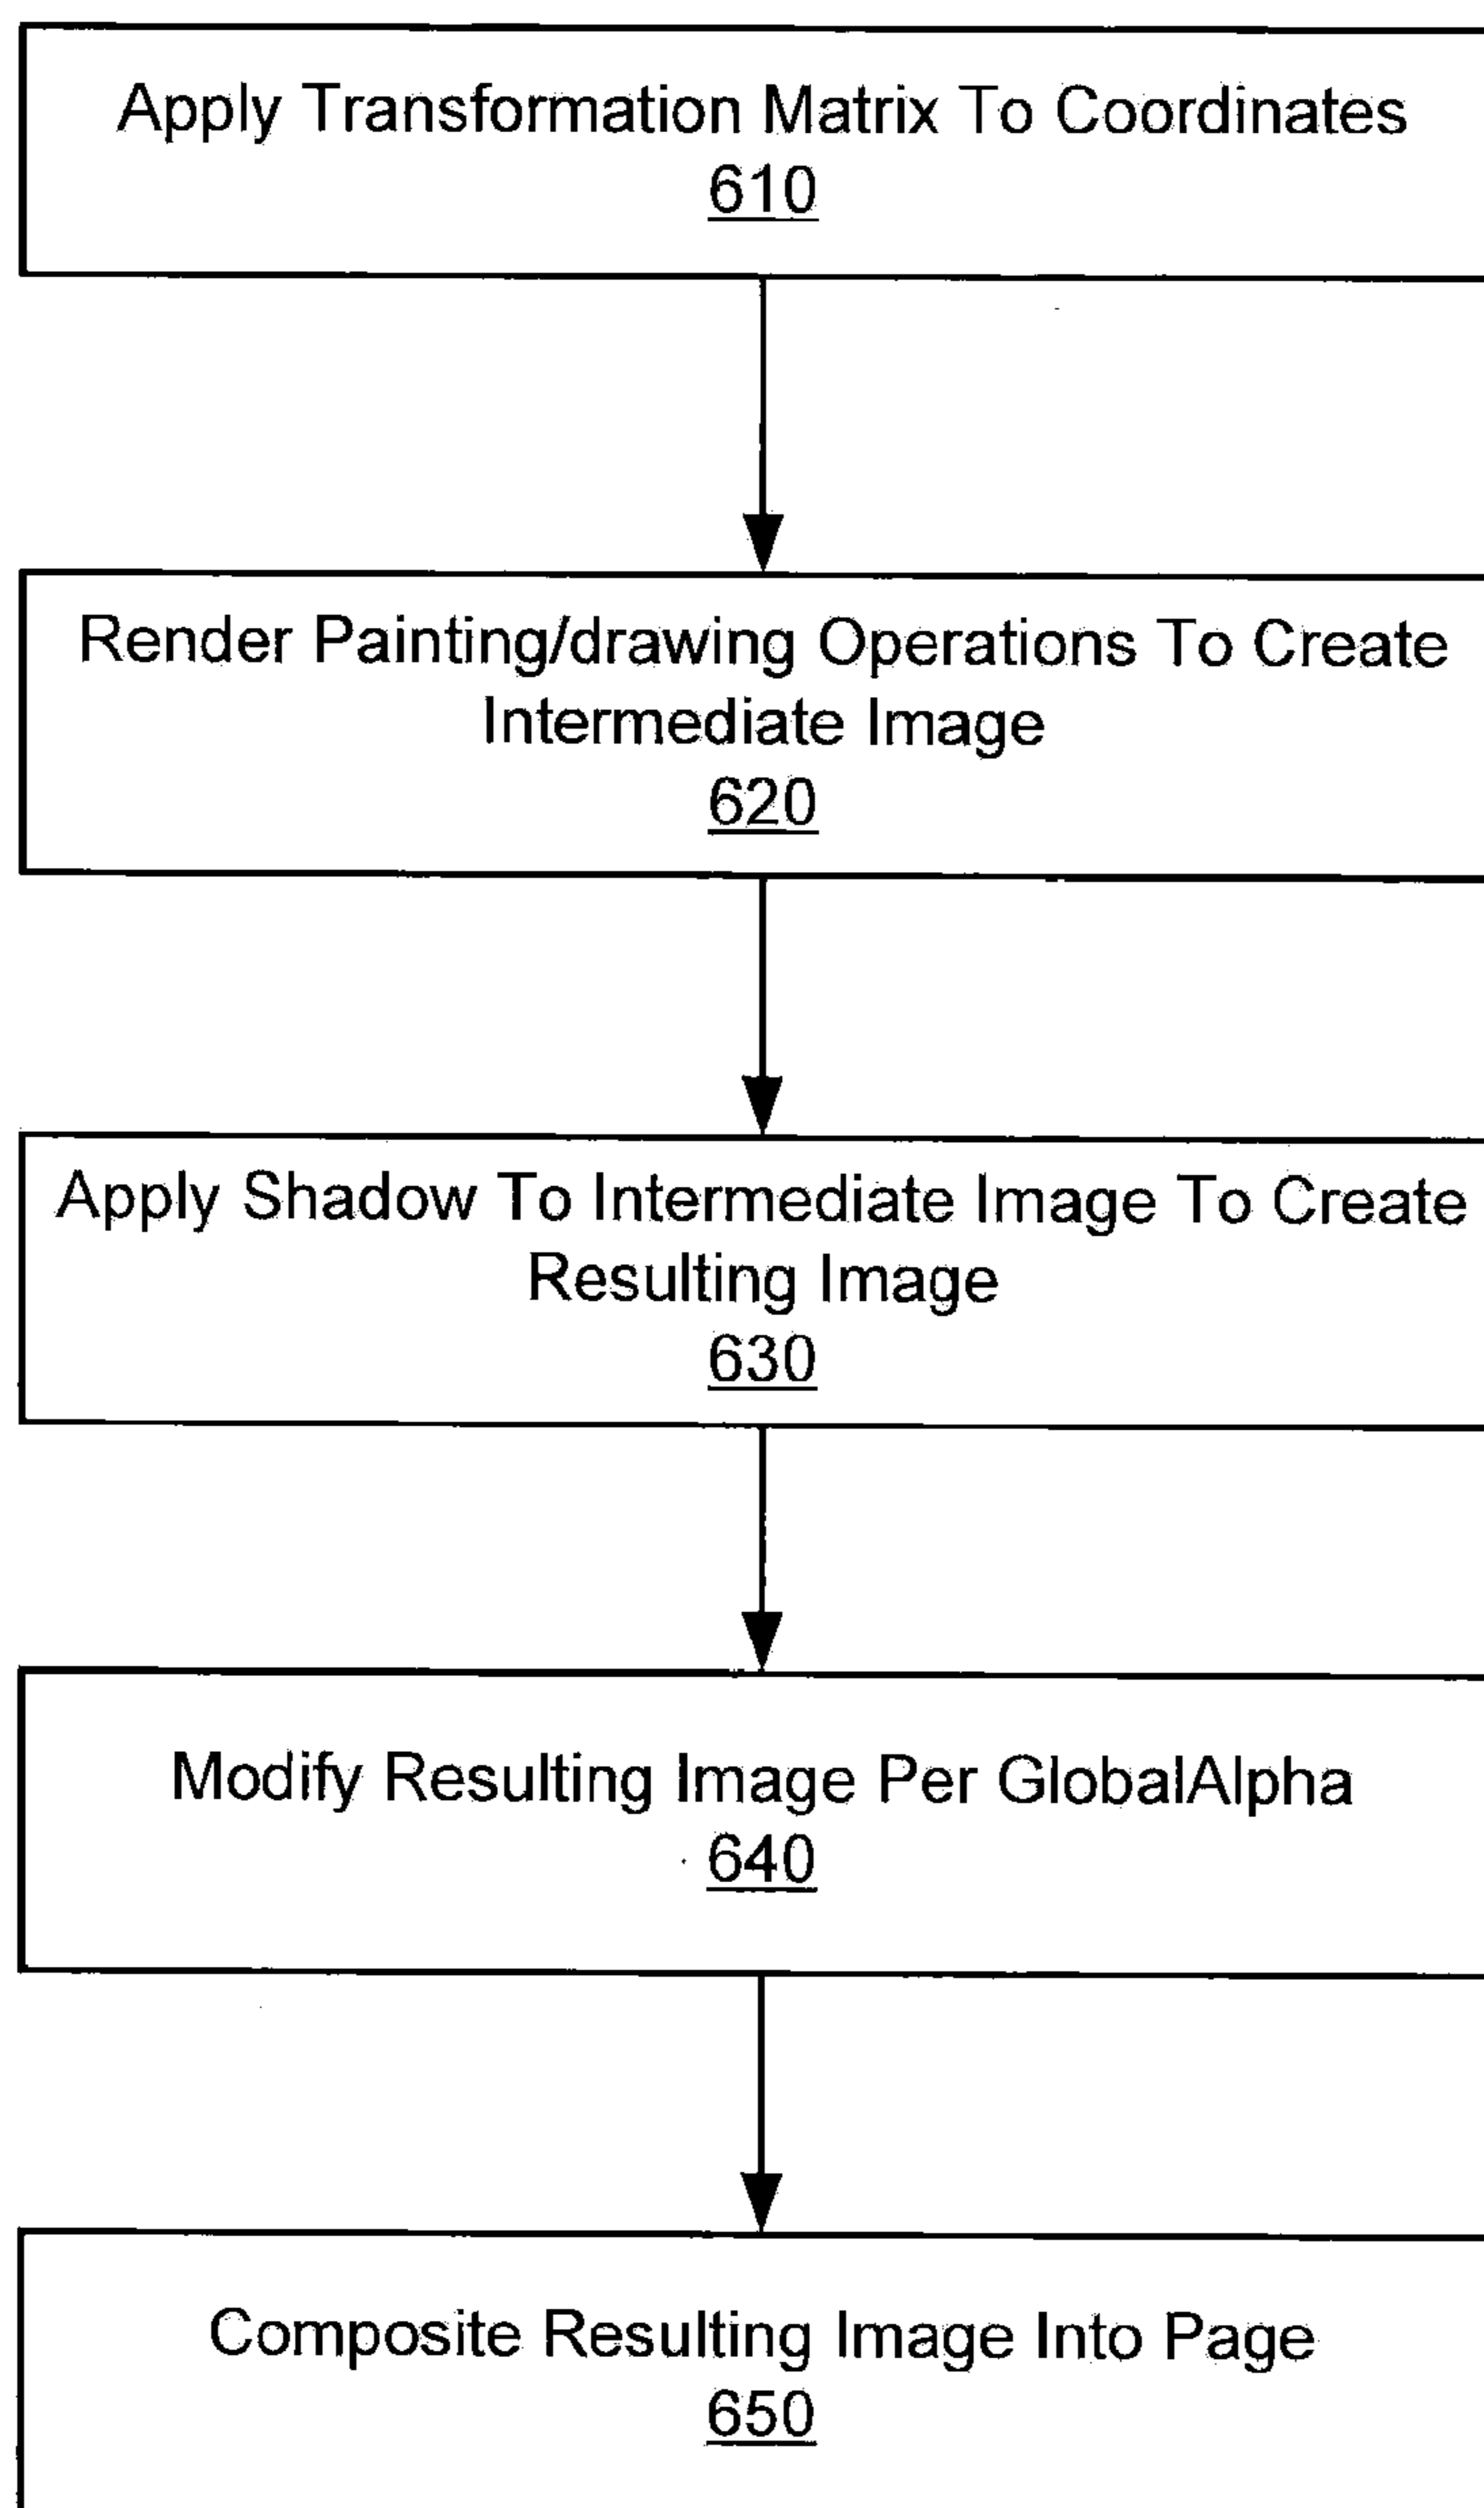 Apply Transformation Matrix To Coordinates
610
Render Painting/drawing Operations To Create
Intermediate Image
620
Apply Shadow To Intermediate Image To Create
Resulting Image
630
Modify Resulting Image Per GlobalAlpha
640
Composite Resulting Image Into Page
650